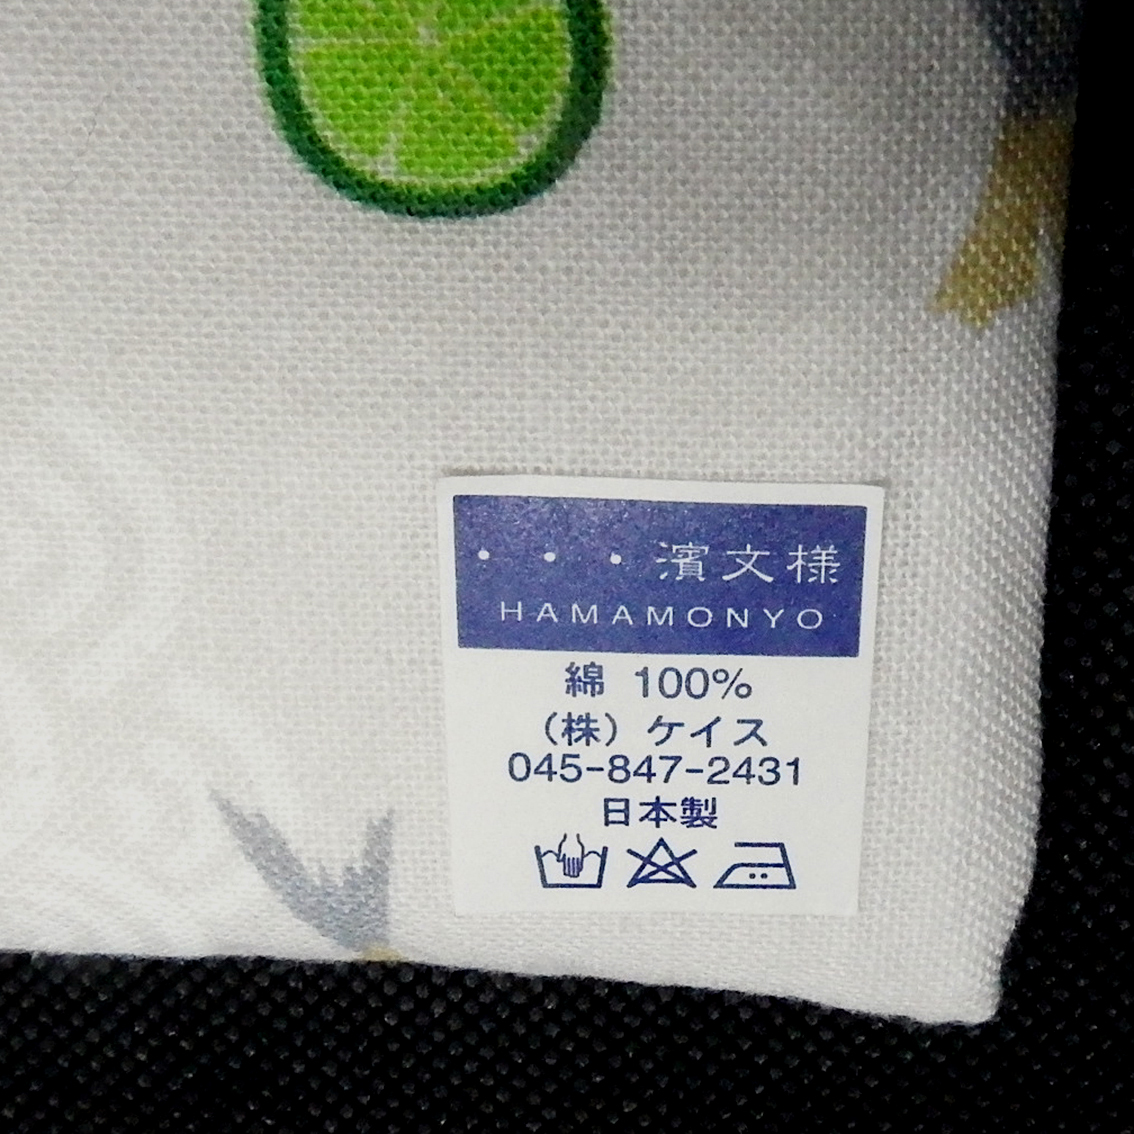 ・・・濱文様
HAMAMONYO
綿 100%
（株）ケイス
045-847-2431
日本製